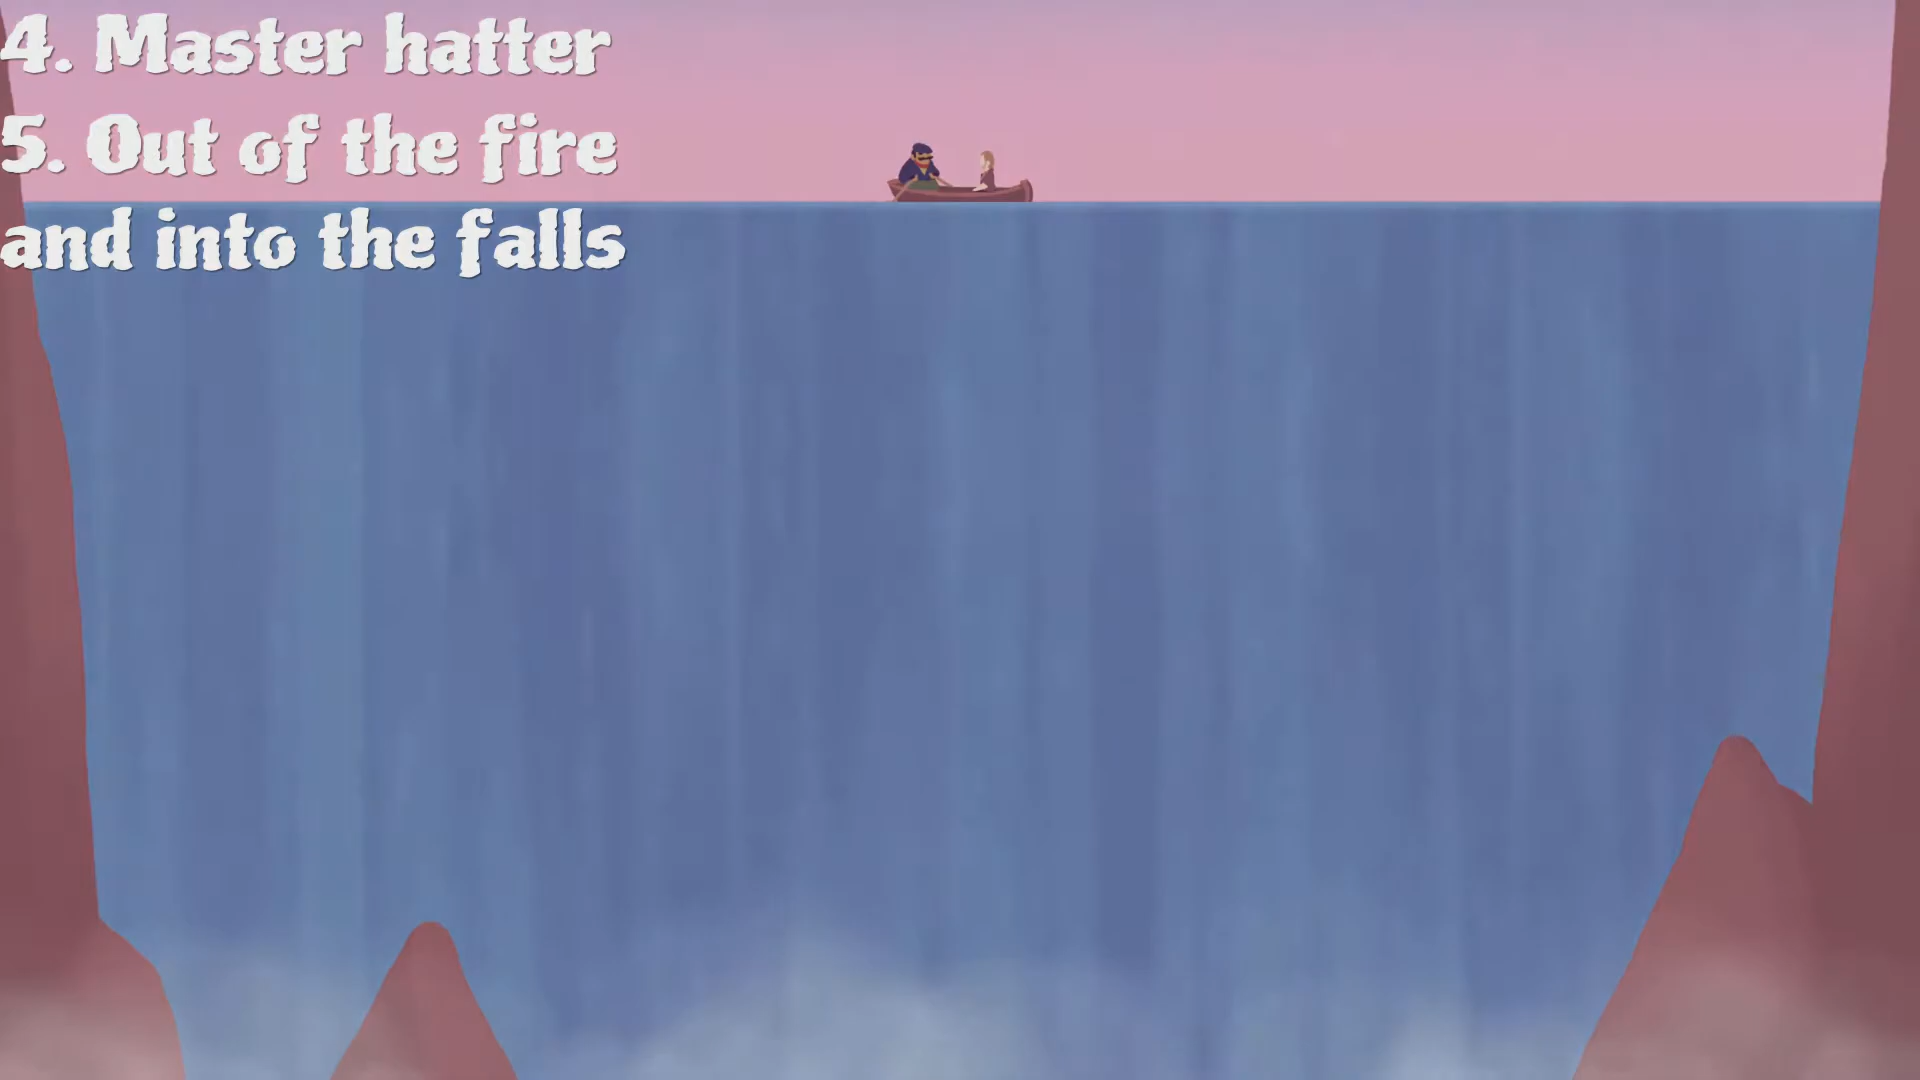 4. Master hatter
5. Out of the fire
and into the falls